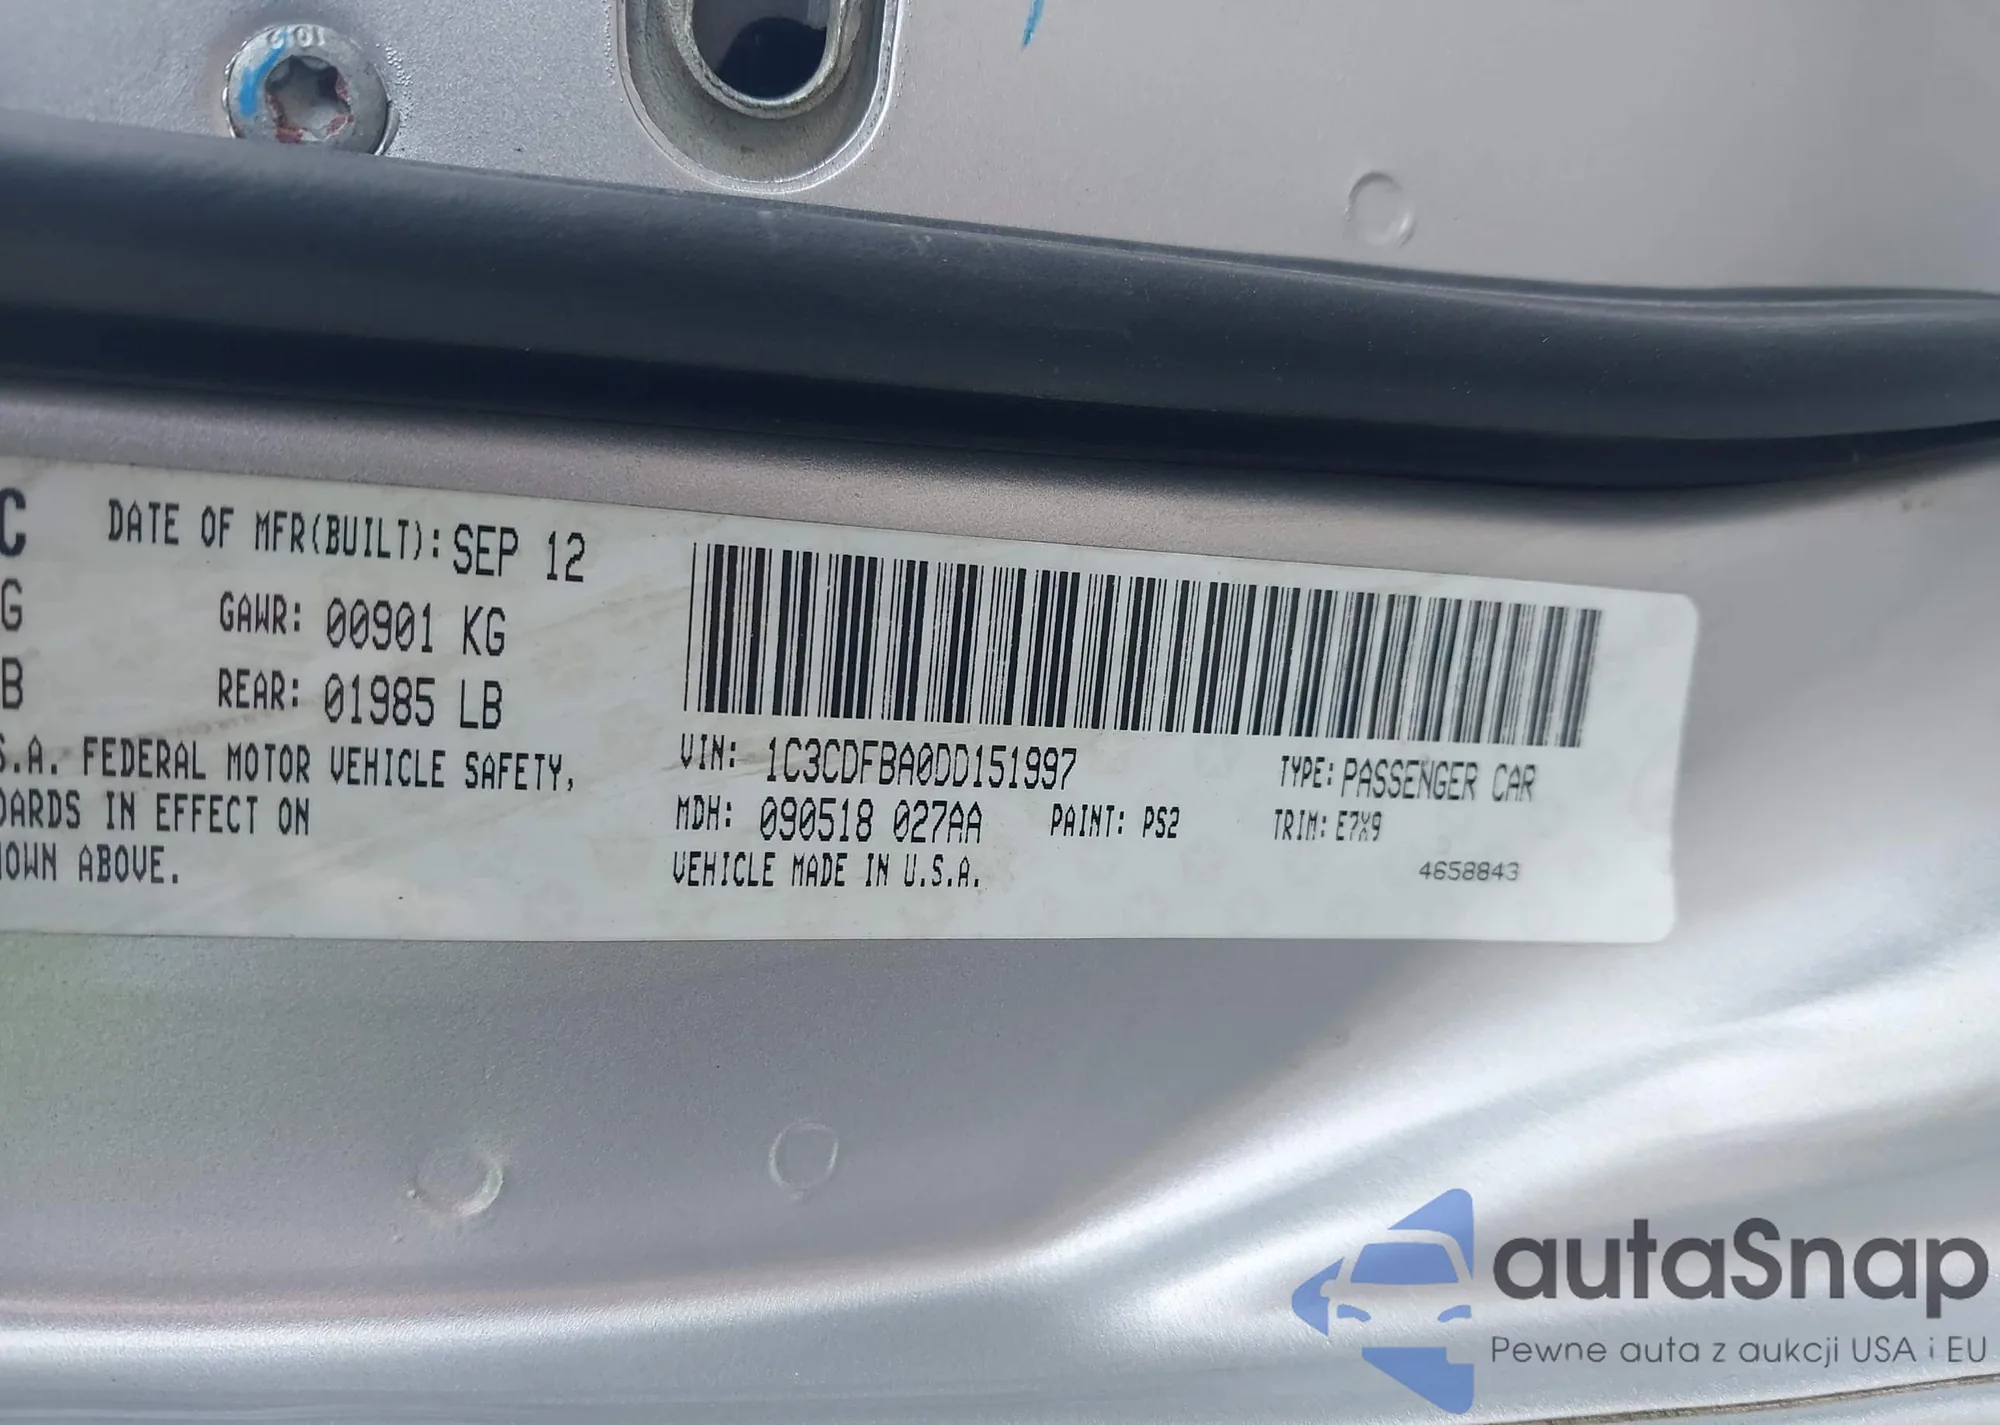 C DATE OF MFR(BUILT): SEP 12
G GAWR: 00901 KG
B REAR: 01985 LB
S.A. FEDERAL MOTOR VEHICLE SAFETY,
DARDS IN EFFECT ON
HOWN ABOVE.
VIN: 1C3CDFBA0DD151997 TYPE: PASSENGER CAR
MDH: 090518 027AA PAINT: PS2 TRIM: E7X9
VEHICLE MADE IN U.S.A. 4658843
autaSnap
Pewne auta z aukcji USA i EU